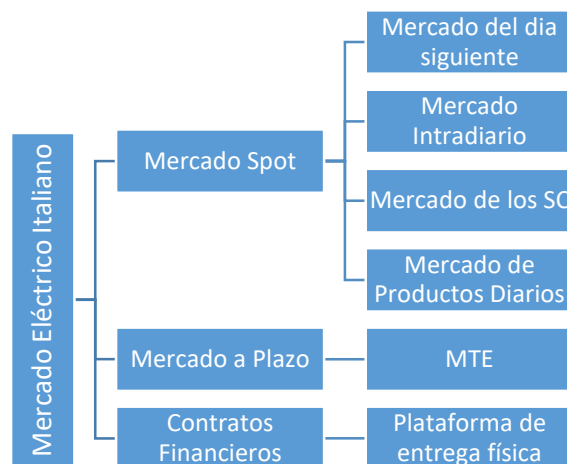 Mercado Eléctrico Italiano
Mercado Spot
Mercado del dia
siguiente
Mercado
Intradiario
Mercado de los SC
Mercado de
Productos Diarios
Mercado a Plazo
MTE
Contratos
Financieros
Plataforma de
entrega física